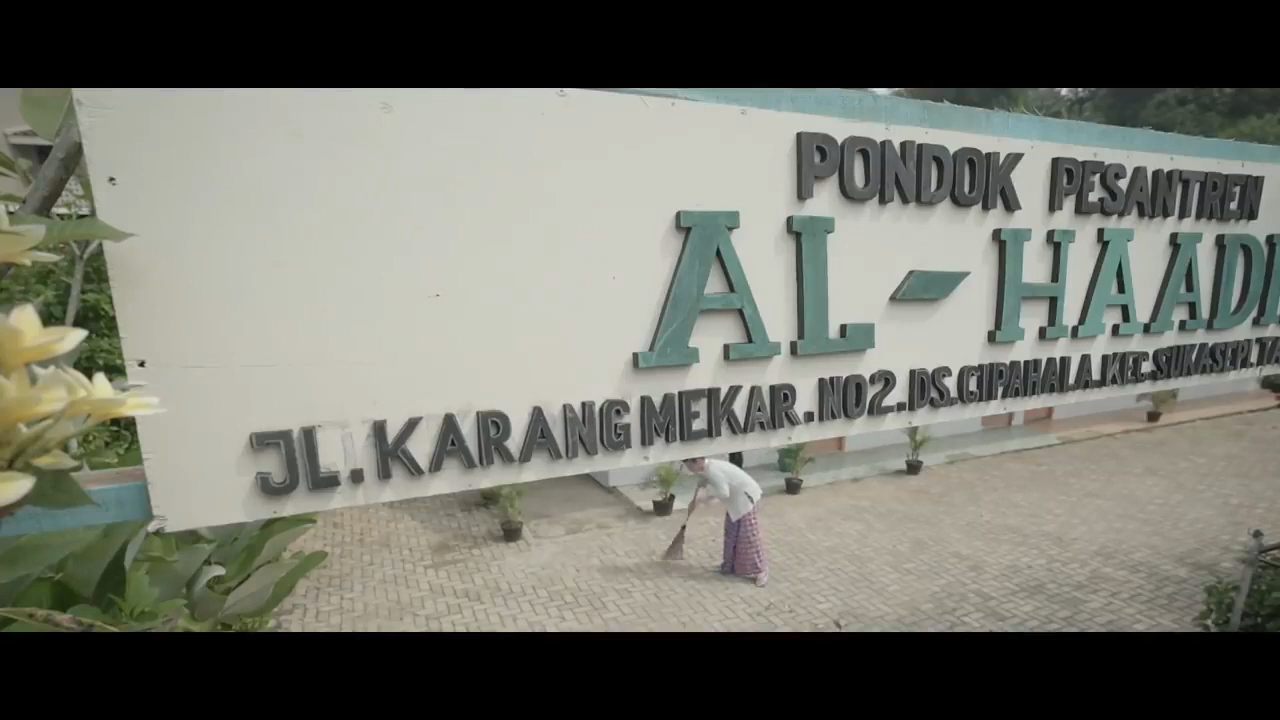 PONDOK PESANTREN
AL-HAAD
JL.KARANG MEKAR.NO2.DS.CIPAHALA.KEC.SUKASEPI.TA